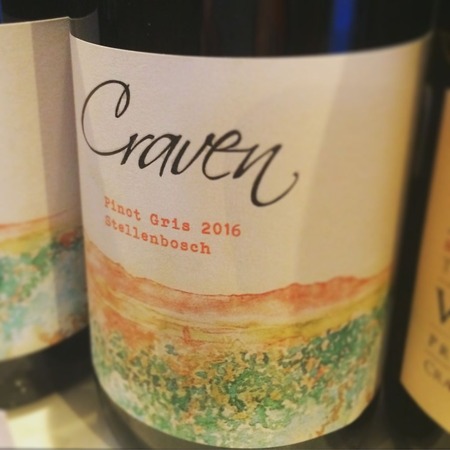 Craven
Pinot Gris 2016
Stellenbosch